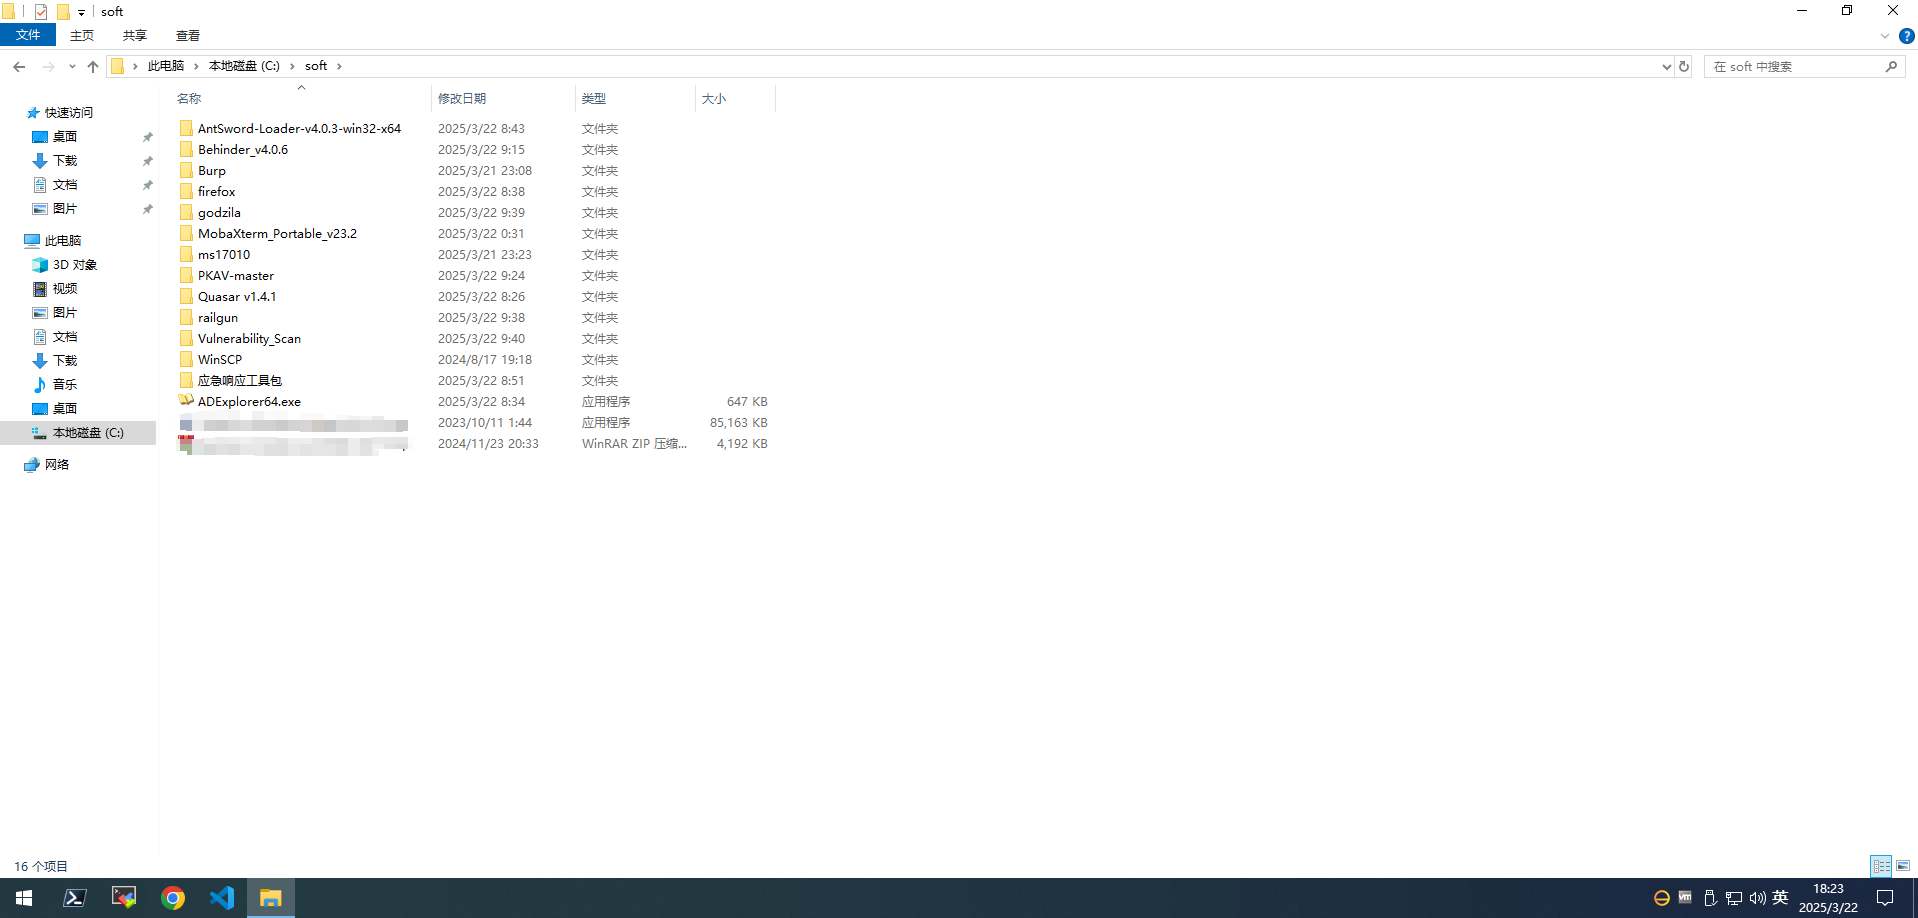 soft
文件 主页 共享 查看
此电脑 本地磁盘 (C:) soft
在 soft 中搜索
名称 修改日期 类型 大小
快速访问
桌面
下载
文档
图片
此电脑
3D 对象
视频
图片
文档
下载
音乐
桌面
本地磁盘 (C:)
网络
AntSword-Loader-v4.0.3-win32-x64 2025/3/22 8:43 文件夹
Behinder_v4.0.6 2025/3/22 9:15 文件夹
Burp 2025/3/21 23:08 文件夹
firefox 2025/3/22 8:38 文件夹
godzila 2025/3/22 9:39 文件夹
MobaXterm_Portable_v23.2 2025/3/22 0:31 文件夹
ms17010 2025/3/21 23:23 文件夹
PKAV-master 2025/3/22 9:24 文件夹
Quasar v1.4.1 2025/3/22 8:26 文件夹
railgun 2025/3/22 9:38 文件夹
Vulnerability_Scan 2025/3/22 9:40 文件夹
WinSCP 2024/8/17 19:18 文件夹
应急响应工具包 2025/3/22 8:51 文件夹
ADExplorer64.exe 2025/3/22 8:34 应用程序 647 KB
2023/10/11 1:44 应用程序 85,163 KB
2024/11/23 20:33 WinRAR ZIP 压缩... 4,192 KB
16 个项目
英
18:23
2025/3/22